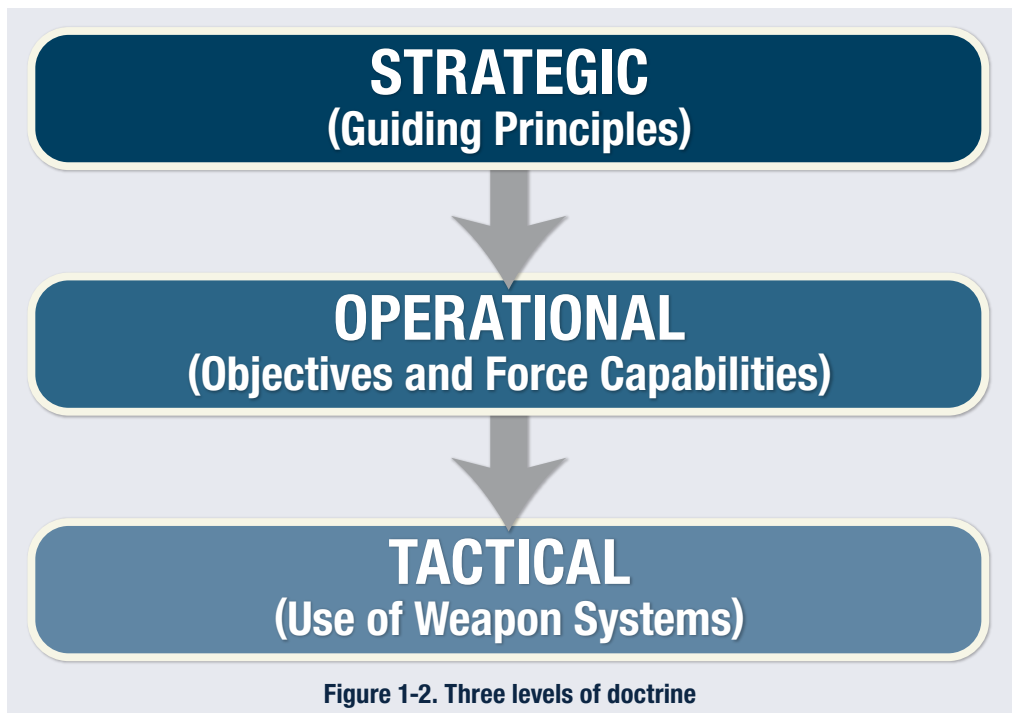 STRATEGIC
(Guiding Principles)
OPERATIONAL
(Objectives and Force Capabilities)
TACTICAL
(Use of Weapon Systems)
Figure 1-2. Three levels of doctrine